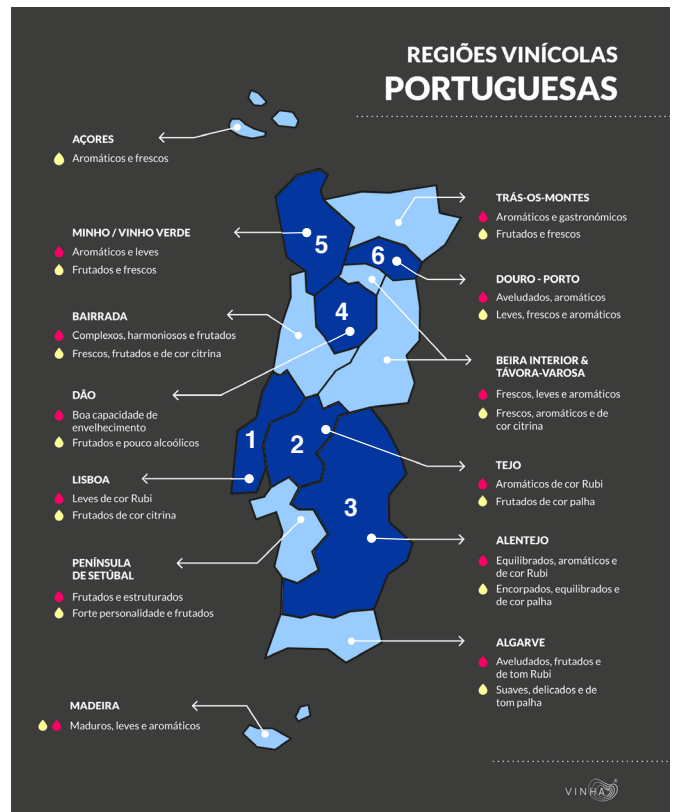 REGIÕES VINÍCOLAS
PORTUGUESAS
AÇORES
Aromáticos e frescos
MINHO / VINHO VERDE
Aromáticos e leves
Frutados e frescos
BAIRRADA
Complexos, harmoniosos e frutados
Frescos, frutados e de cor citrina
DÃO
Boa capacidade de
envelhecimento
Frutados e pouco alcoólicos
LISBOA
Leves de cor Rubi
Frutados de cor citrina
PENÍNSULA
DE SETÚBAL
Frutados e estruturados
Forte personalidade e frutados
MADEIRA
Maduros, leves e aromáticos
5
6
4
1
2
3
TRÁS-OS-MONTES
Aromáticos e gastronómicos
Frutados e frescos
DOURO - PORTO
Aveludados, aromáticos
Leves, frescos e aromáticos
BEIRA INTERIOR &
TÁVORA-VAROSA
Frescos, leves e aromáticos
Frescos, aromáticos e de
cor citrina
TEJO
Aromáticos de cor Rubi
Frutados de cor palha
ALENTEJO
Equilibrados, aromáticos e
de cor Rubi
Encorpados, equilibrados e
de cor palha
ALGARVE
Aveludados, frutados e
de tom Rubi
Suaves, delicados e de
tom palha
VINHAS